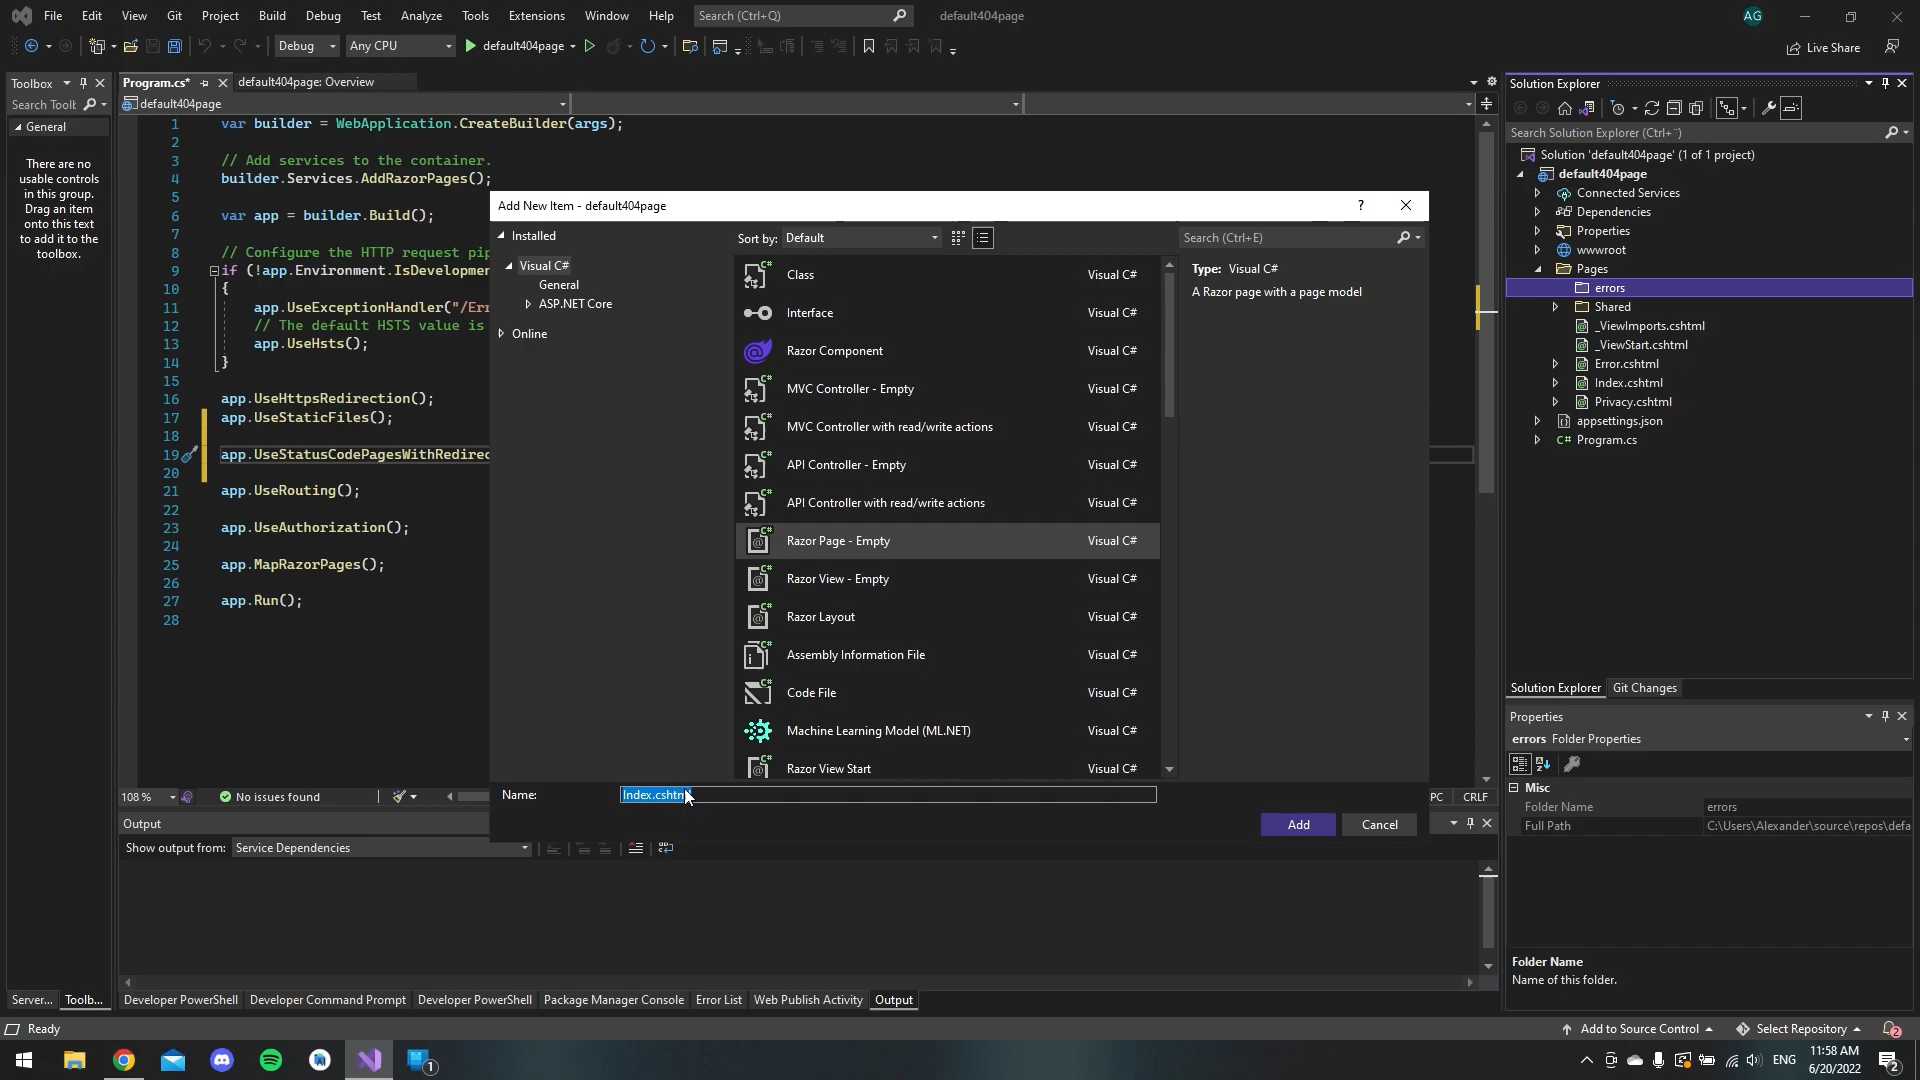 File Edit View Git Project Build Debug Test Analyze Tools Extensions Window Help Search (Ctrl+Q) default404page AG
Debug Any CPU default404page Live Share
Toolbox
Search Toolb
General
There are no
usable controls
in this group.
Drag an item
onto this text
to add it to the
toolbox.
Program.cs* default404page: Overview
default404page
1 var builder = WebApplication.CreateBuilder(args);
2
3 // Add services to the container.
4 builder.Services.AddRazorPages();
5
6 var app = builder.Build();
7
8 // Configure the HTTP request pip
9 if (!app.Environment.IsDevelopmen
10 {
11 app.UseExceptionHandler("/Err
12 // The default HSTS value is
13 app.UseHsts();
14 }
15
16 app.UseHttpsRedirection();
17 app.UseStaticFiles();
18
19 app.UseStatusCodePagesWithRedirec
20
21 app.UseRouting();
22
23 app.UseAuthorization();
24
25 app.MapRazorPages();
26
27 app.Run();
28
108 % No issues found PC CRLF
Add New Item - default404page ?
Installed
Visual C#
General
ASP.NET Core
Online
Sort by: Default
Search (Ctrl+E)
Class Visual C#
Interface Visual C#
Razor Component Visual C#
MVC Controller - Empty Visual C#
MVC Controller with read/write actions Visual C#
API Controller - Empty Visual C#
API Controller with read/write actions Visual C#
Razor Page - Empty Visual C#
Razor View - Empty Visual C#
Razor Layout Visual C#
Assembly Information File Visual C#
Code File Visual C#
Machine Learning Model (ML.NET) Visual C#
Razor View Start Visual C#
Type: Visual C#
A Razor page with a page model
Name: Index.cshtml
Add Cancel
Output
Show output from: Service Dependencies
Solution Explorer
Search Solution Explorer (Ctrl+¨)
Solution 'default404page' (1 of 1 project)
default404page
Connected Services
Dependencies
Properties
wwwroot
Pages
errors
Shared
_ViewImports.cshtml
_ViewStart.cshtml
Error.cshtml
Index.cshtml
Privacy.cshtml
appsettings.json
C# Program.cs
Solution Explorer Git Changes
Properties
errors Folder Properties
Misc
Folder Name errors
Full Path C:\Users\Alexander\source\repos\defa
Folder Name
Name of this folder.
Server... Toolb... Developer PowerShell Developer Command Prompt Developer PowerShell Package Manager Console Error List Web Publish Activity Output
Ready Add to Source Control Select Repository 2
1 ENG 11:58 AM
6/20/2022 2